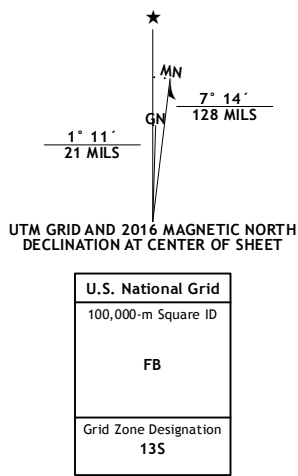 MN
GN
7° 14´
128 MILS
1° 11´
21 MILS
UTM GRID AND 2016 MAGNETIC NORTH
DECLINATION AT CENTER OF SHEET
U.S. National Grid
100,000-m Square ID
FB
Grid Zone Designation
13S